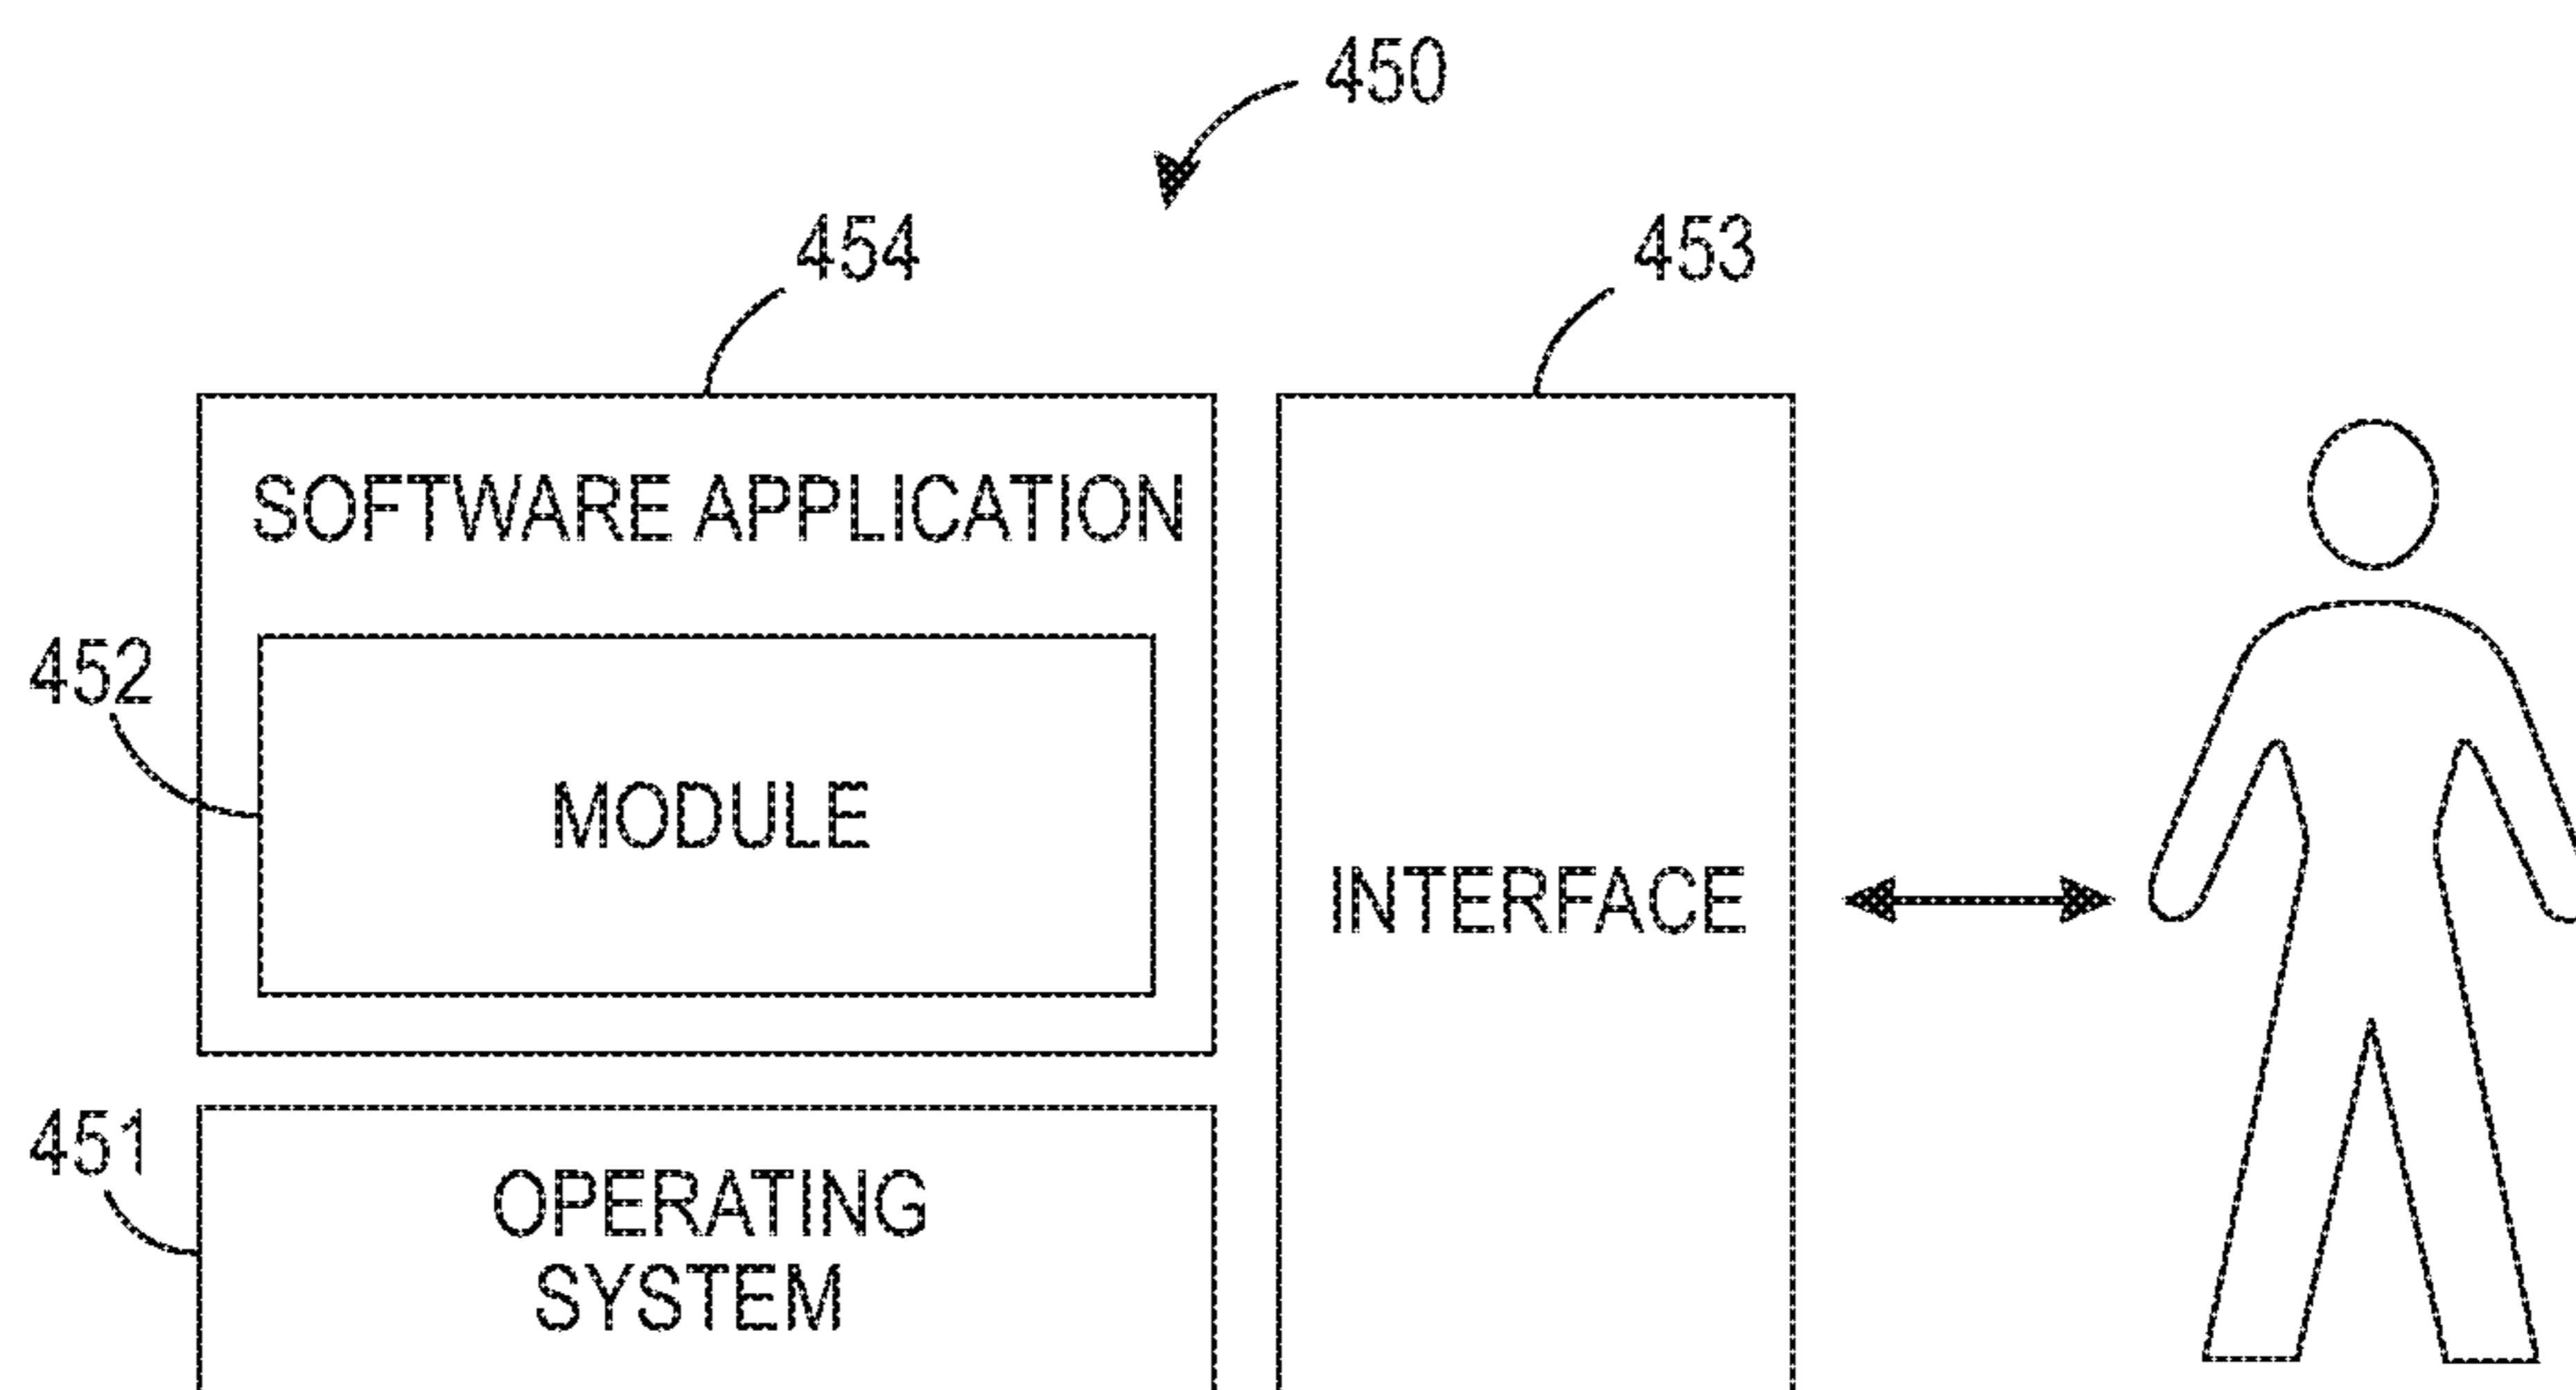 450
454
453
SOFTWARE APPLICATION
452
MODULE
INTERFACE
451
OPERATING
SYSTEM